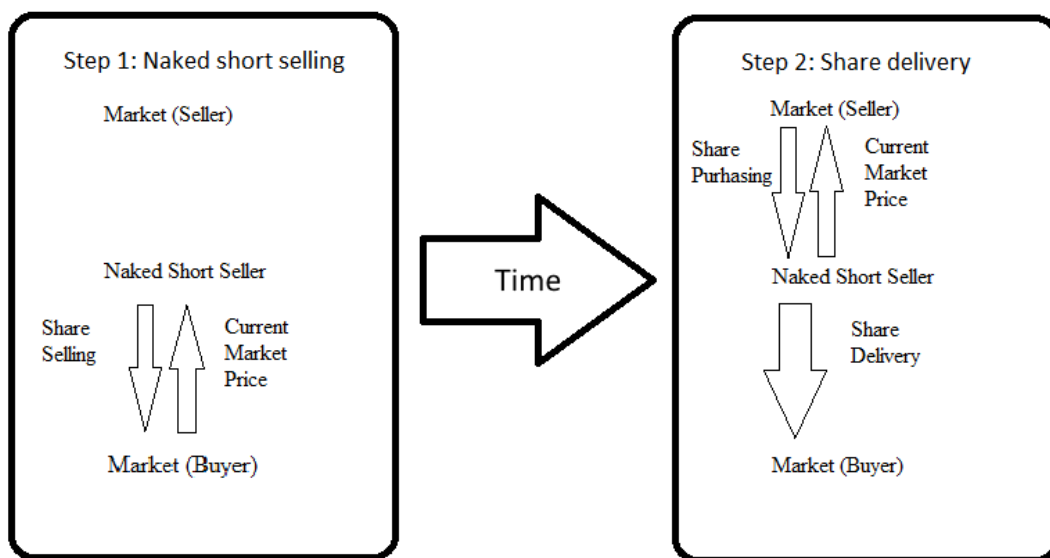 Step 1: Naked short selling
Market (Seller)
Naked Short Seller
Share
Selling
Current
Market
Price
Market (Buyer)
Time
Step 2: Share delivery
Market (Seller)
Share
Purhasing
Current
Market
Price
Naked Short Seller
Share
Delivery
Market (Buyer)